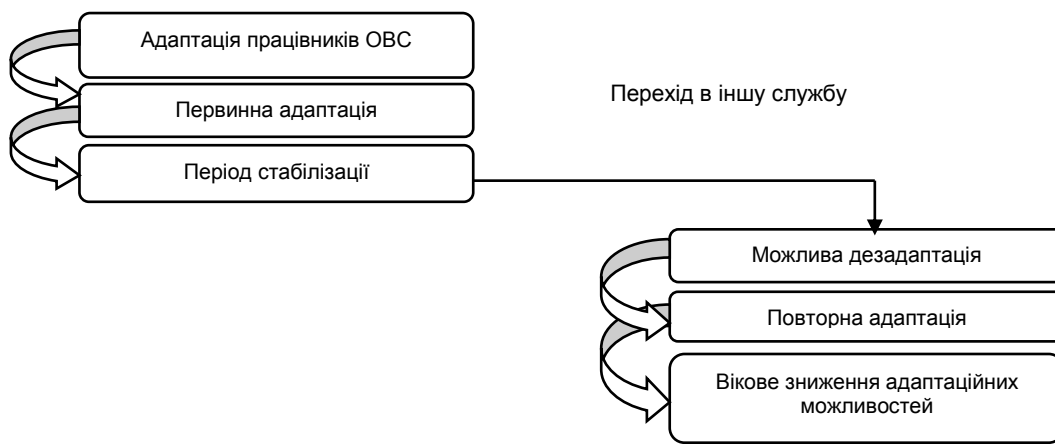 Адаптація працівників ОВС
Первинна адаптація
Перехід в іншу службу
Період стабілізації
Можлива дезадаптація
Повторна адаптація
Вікове зниження адаптаційних
можливостей